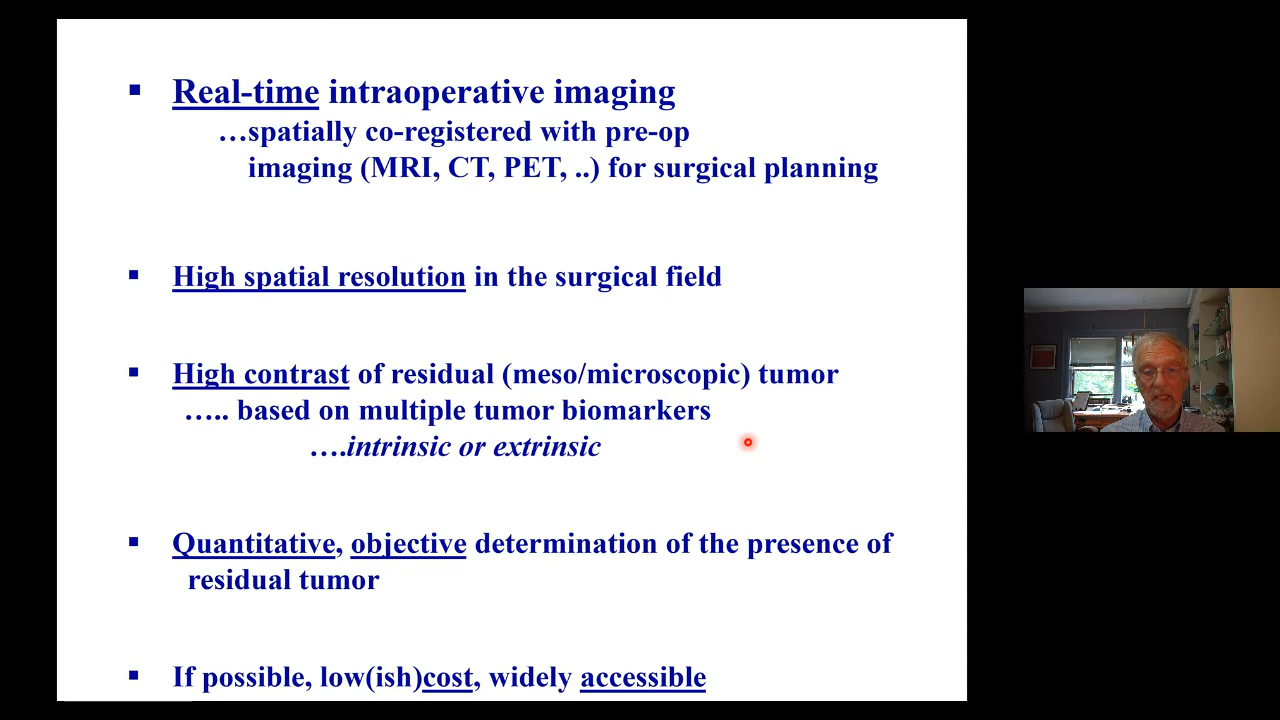 ▪ Real-time intraoperative imaging
…spatially co-registered with pre-op
imaging (MRI, CT, PET, ..) for surgical planning
▪ High spatial resolution in the surgical field
▪ High contrast of residual (meso/microscopic) tumor
….. based on multiple tumor biomarkers
….intrinsic or extrinsic
▪ Quantitative, objective determination of the presence of
residual tumor
▪ If possible, low(ish)cost, widely accessible